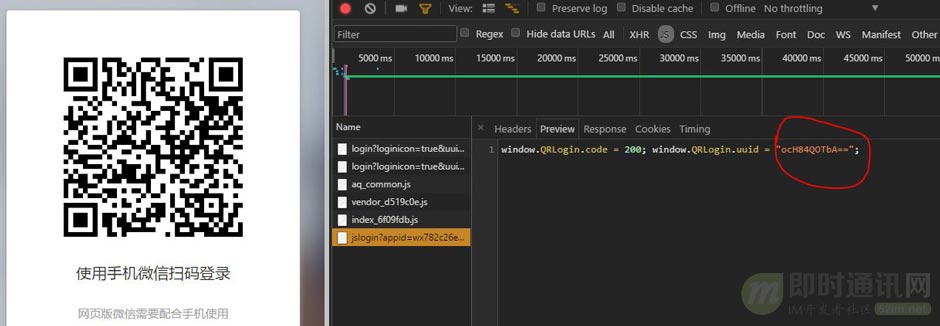 使用手机微信扫码登录
网页版微信需要配合手机使用
View: Preserve log Disable cache Offline No throttling
Filter Regex Hide data URLs All XHR JS CSS Img Media Font Doc WS Manifest Other
5000 ms 10000 ms 15000 ms 20000 ms 25000 ms 30000 ms 35000 ms 40000 ms 45000 ms 50000 ms
Name
login?loginicon=true&uui...
login?loginicon=true&uui...
aq_common.js
vendor_d519c0e.js
index_6f09fdb.js
jslogin?appid=wx782c26e...
× Headers Preview Response Cookies Timing
1 window.QRLogin.code = 200; window.QRLogin.uuid = "ocH84QOTbA==";
即时通讯网
IM开发者社区 52im.net